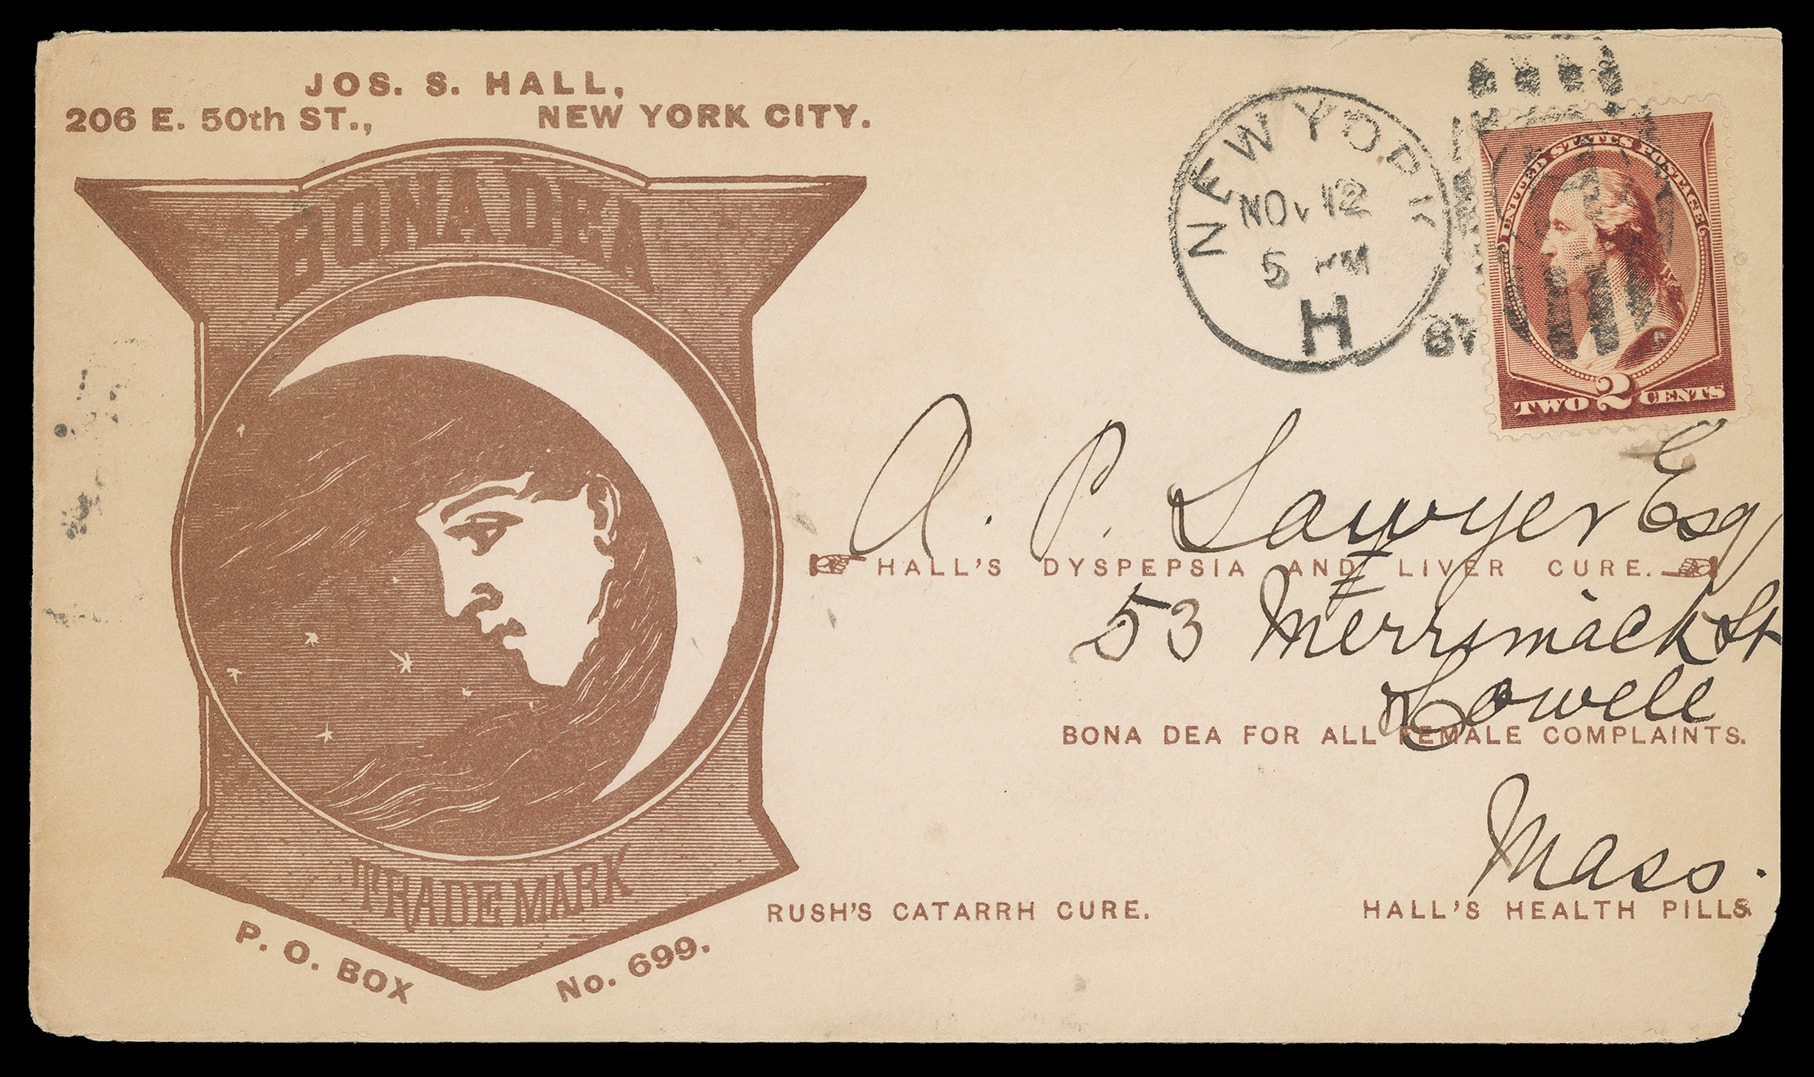 JOS. S. HALL,
206 E. 50th ST., NEW YORK CITY.
BONA DEA
TRADE MARK
P. O. BOX No. 699.
NEW YORK
NOV 12
5 PM
H
UNITED STATES POSTAGE
TWO 2 CENTS
A. P. Lawyer Esq
HALL'S DYSPEPSIA AND LIVER CURE.
53 Merrimack St
Lowell
BONA DEA FOR ALL FEMALE COMPLAINTS.
Mass.
RUSH'S CATARRH CURE. HALL'S HEALTH PILLS.